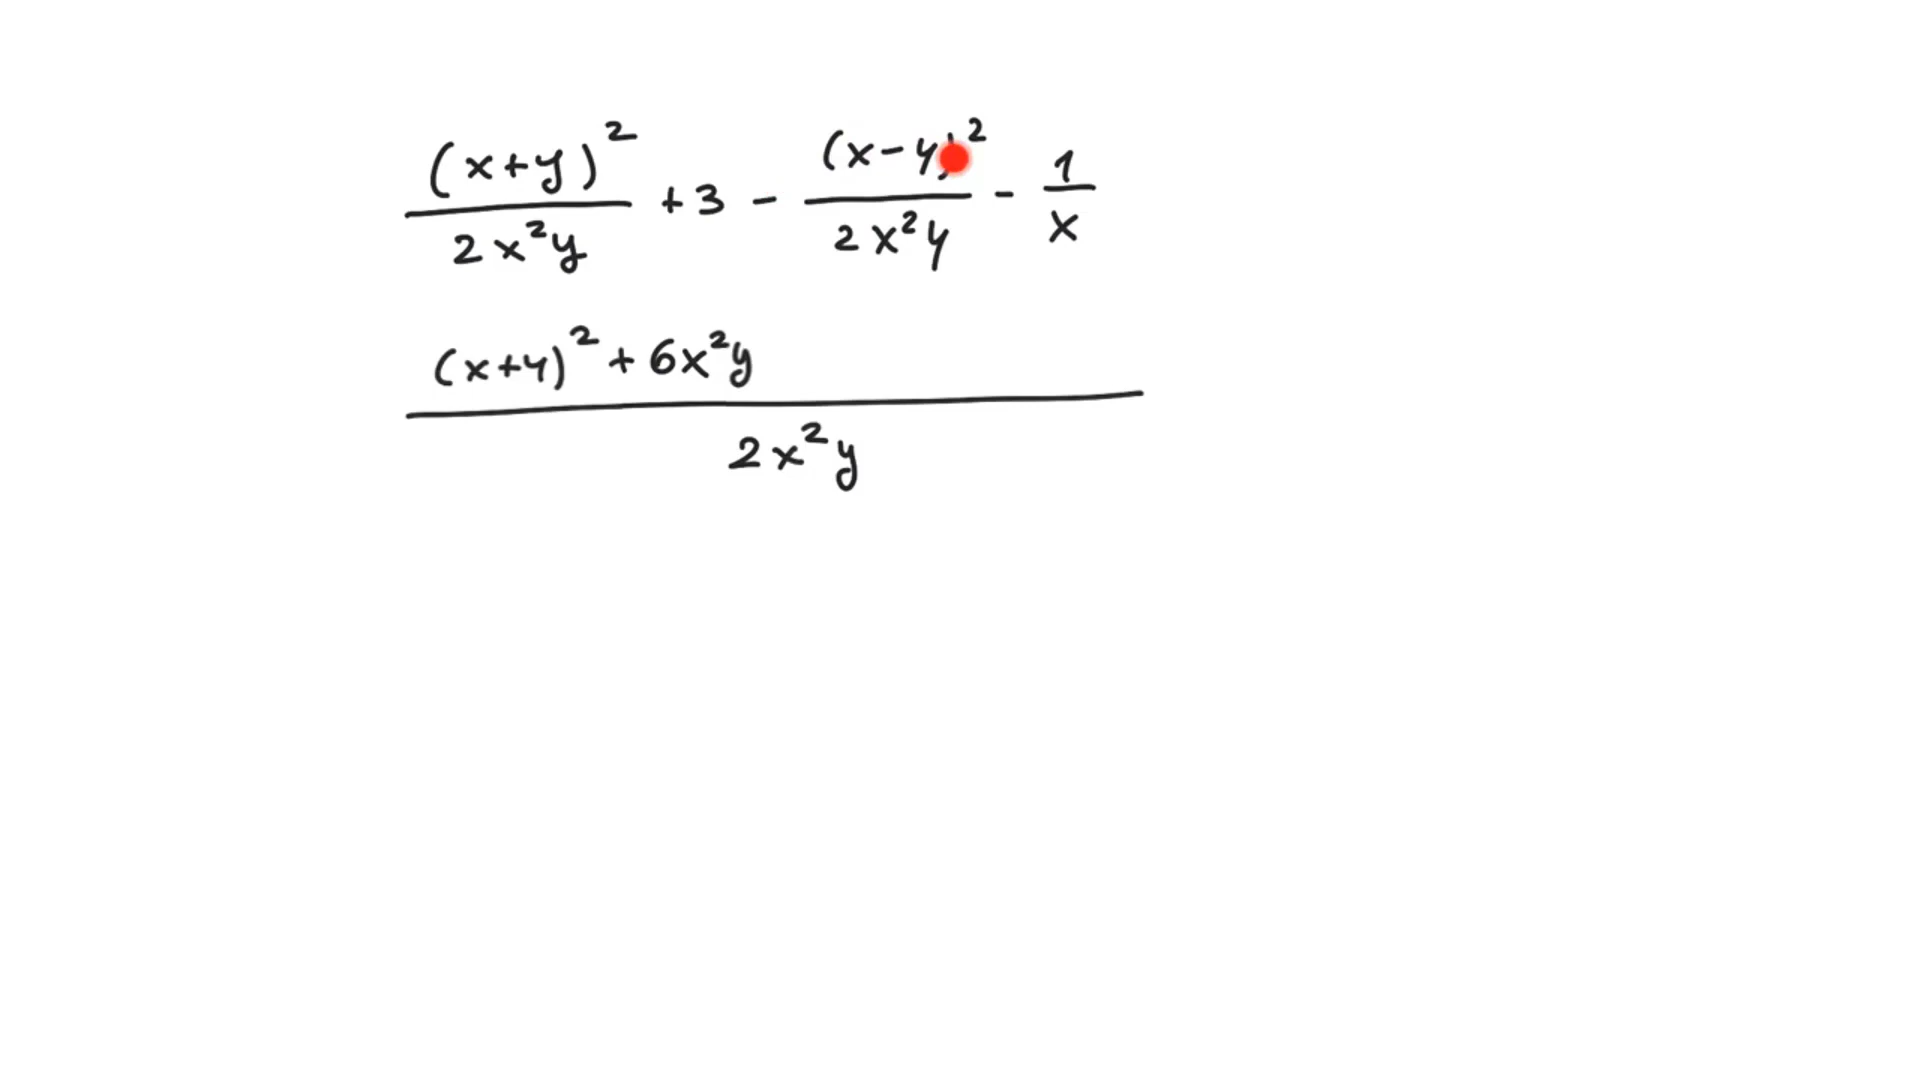 (x+y)² / 2x²y + 3 - (x-y)² / 2x²y - 1/x
(x+y)² + 6x²y / 2x²y